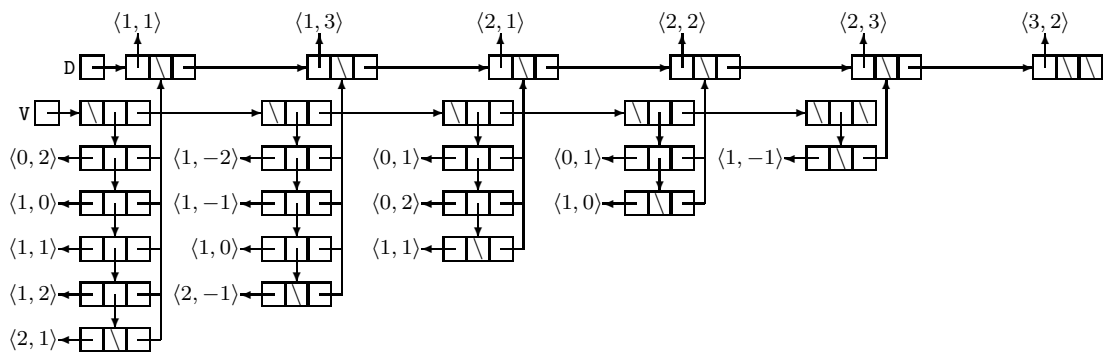 ⟨1, 1⟩ ⟨1, 3⟩ ⟨2, 1⟩ ⟨2, 2⟩ ⟨2, 3⟩ ⟨3, 2⟩
D
V
⟨0, 2⟩ ⟨1, −2⟩ ⟨0, 1⟩ ⟨0, 1⟩ ⟨1, −1⟩
⟨1, 0⟩ ⟨1, −1⟩ ⟨0, 2⟩ ⟨1, 0⟩
⟨1, 1⟩ ⟨1, 0⟩ ⟨1, 1⟩
⟨1, 2⟩ ⟨2, −1⟩
⟨2, 1⟩